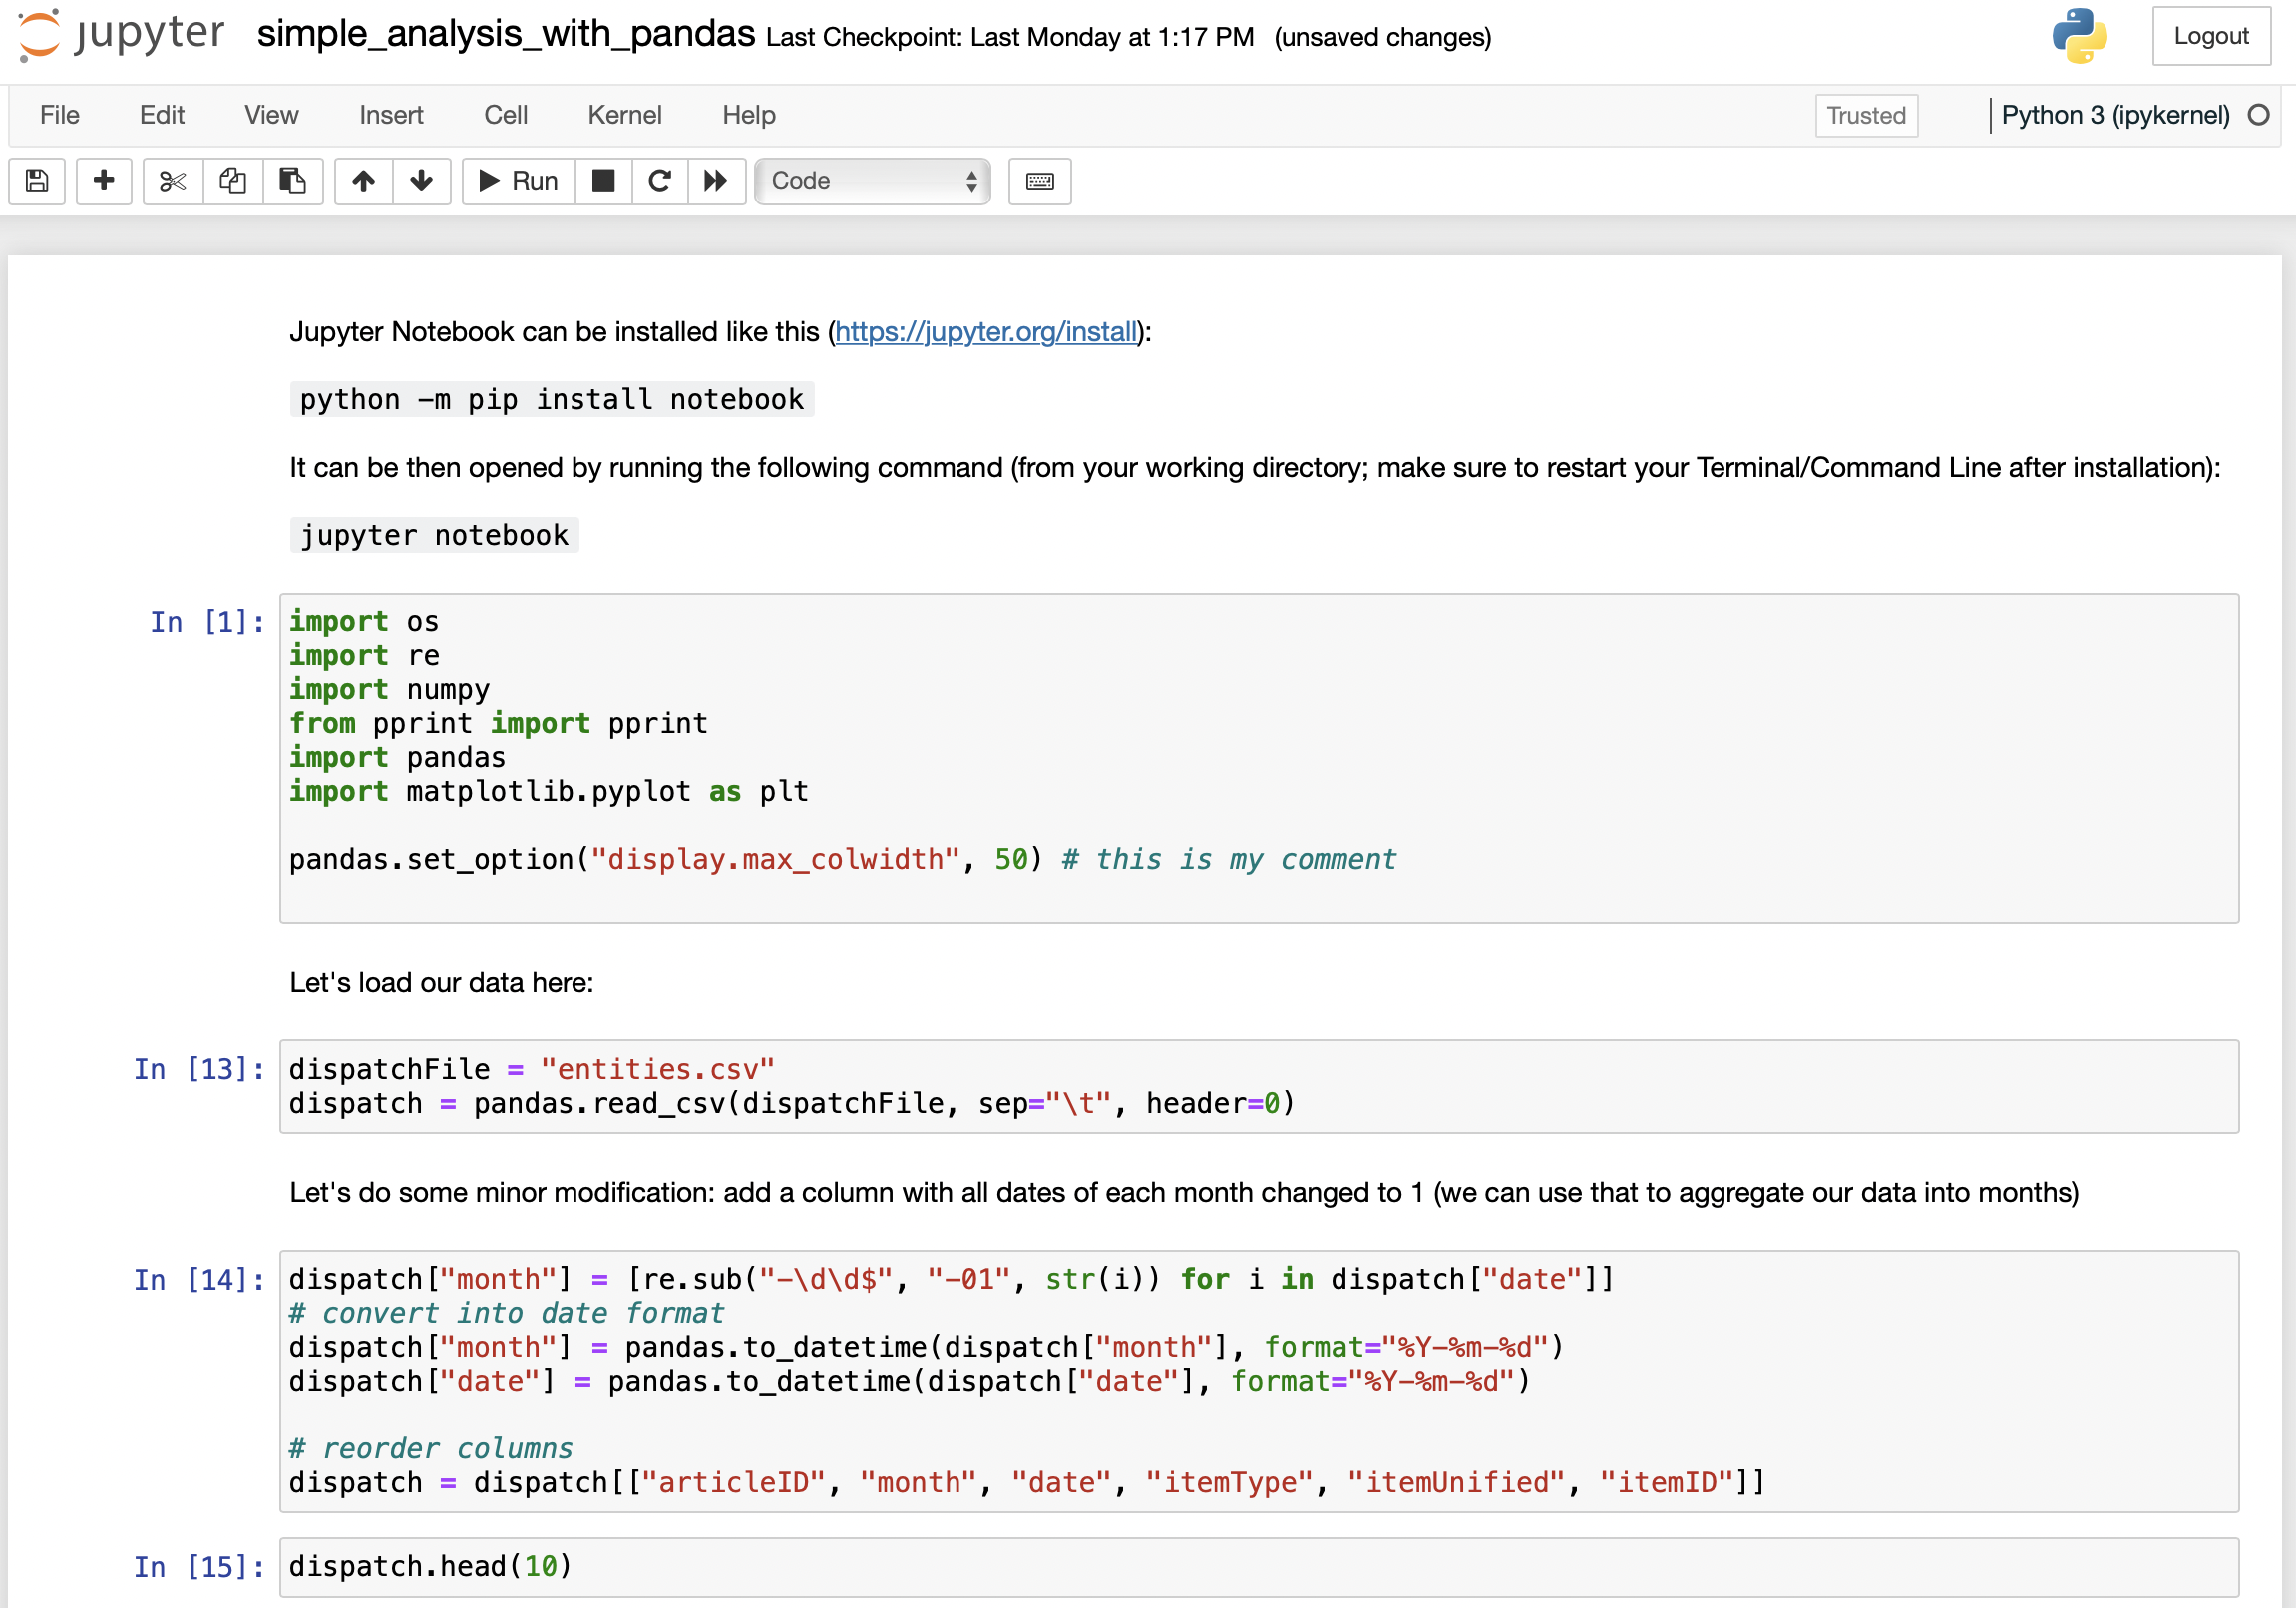 jupyter simple_analysis_with_pandas Last Checkpoint: Last Monday at 1:17 PM (unsaved changes) Logout
File Edit View Insert Cell Kernel Help Trusted Python 3 (ipykernel)
Run Code
Jupyter Notebook can be installed like this (https://jupyter.org/install):
python -m pip install notebook
It can be then opened by running the following command (from your working directory; make sure to restart your Terminal/Command Line after installation):
jupyter notebook
In [1]: import os
import re
import numpy
from pprint import pprint
import pandas
import matplotlib.pyplot as plt
pandas.set_option("display.max_colwidth", 50) # this is my comment
Let's load our data here:
In [13]: dispatchFile = "entities.csv"
dispatch = pandas.read_csv(dispatchFile, sep="\t", header=0)
Let's do some minor modification: add a column with all dates of each month changed to 1 (we can use that to aggregate our data into months)
In [14]: dispatch["month"] = [re.sub("-\d\d$", "-01", str(i)) for i in dispatch["date"]]
# convert into date format
dispatch["month"] = pandas.to_datetime(dispatch["month"], format="%Y-%m-%d")
dispatch["date"] = pandas.to_datetime(dispatch["date"], format="%Y-%m-%d")
# reorder columns
dispatch = dispatch[["articleID", "month", "date", "itemType", "itemUnified", "itemID"]]
In [15]: dispatch.head(10)